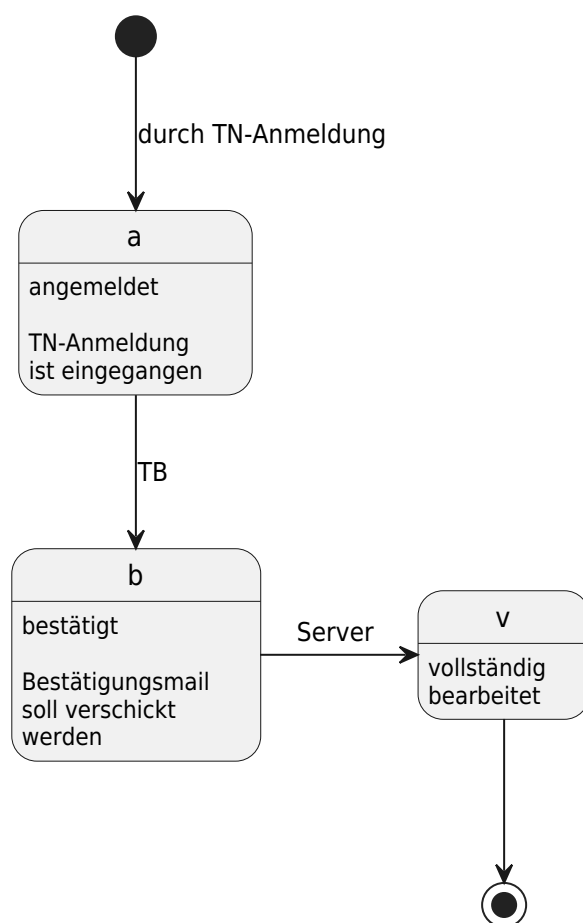 durch TN-Anmeldung
a
angemeldet
TN-Anmeldung
ist eingegangen
TB
b
bestätigt
Bestätigungsmail
soll verschickt
werden
Server
v
vollständig
bearbeitet